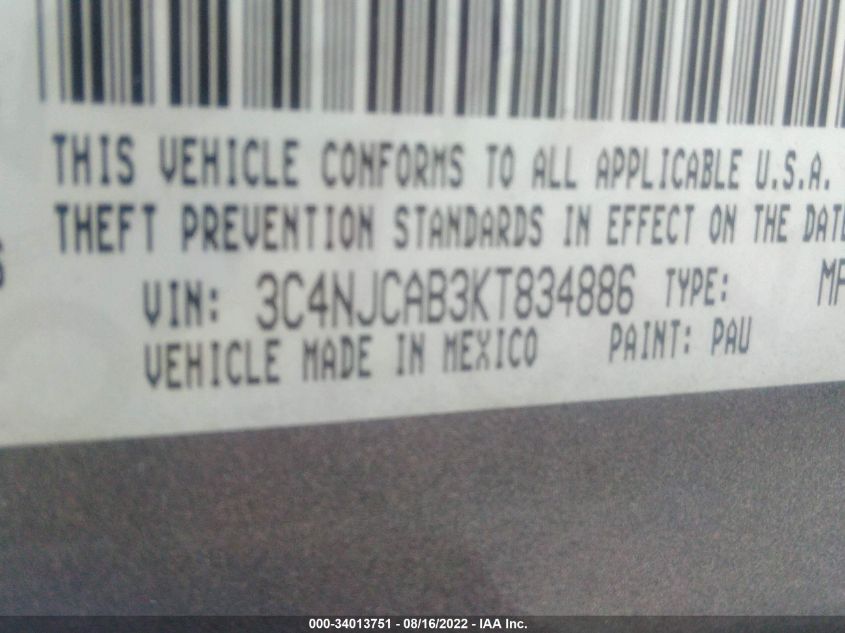 THIS VEHICLE CONFORMS TO ALL APPLICABLE U.S.A.
THEFT PREVENTION STANDARDS IN EFFECT ON THE DATE
VIN: 3C4NJCAB3KT834886 TYPE:
VEHICLE MADE IN MEXICO PAINT: PAU
000-34013751 - 08/16/2022 - IAA Inc.